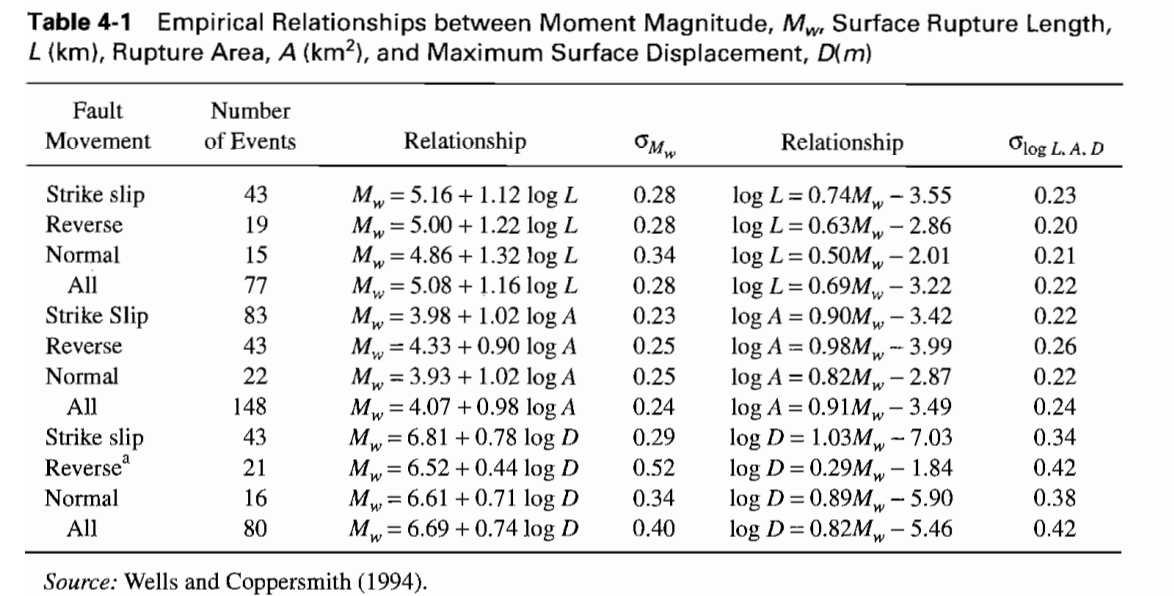 Table 4-1 Empirical Relationships between Moment Magnitude, Mw, Surface Rupture Length,
L (km), Rupture Area, A (km²), and Maximum Surface Displacement, D(m)
Fault Number
Movement of Events Relationship σMw Relationship σlog L, A, D
Strike slip 43 Mw = 5.16 + 1.12 log L 0.28 log L = 0.74Mw − 3.55 0.23
Reverse 19 Mw = 5.00 + 1.22 log L 0.28 log L = 0.63Mw − 2.86 0.20
Normal 15 Mw = 4.86 + 1.32 log L 0.34 log L = 0.50Mw − 2.01 0.21
All 77 Mw = 5.08 + 1.16 log L 0.28 log L = 0.69Mw − 3.22 0.22
Strike Slip 83 Mw = 3.98 + 1.02 log A 0.23 log A = 0.90Mw − 3.42 0.22
Reverse 43 Mw = 4.33 + 0.90 log A 0.25 log A = 0.98Mw − 3.99 0.26
Normal 22 Mw = 3.93 + 1.02 log A 0.25 log A = 0.82Mw − 2.87 0.22
All 148 Mw = 4.07 + 0.98 log A 0.24 log A = 0.91Mw − 3.49 0.24
Strike slip 43 Mw = 6.81 + 0.78 log D 0.29 log D = 1.03Mw − 7.03 0.34
Reverseᵃ 21 Mw = 6.52 + 0.44 log D 0.52 log D = 0.29Mw − 1.84 0.42
Normal 16 Mw = 6.61 + 0.71 log D 0.34 log D = 0.89Mw − 5.90 0.38
All 80 Mw = 6.69 + 0.74 log D 0.40 log D = 0.82Mw − 5.46 0.42
Source: Wells and Coppersmith (1994).